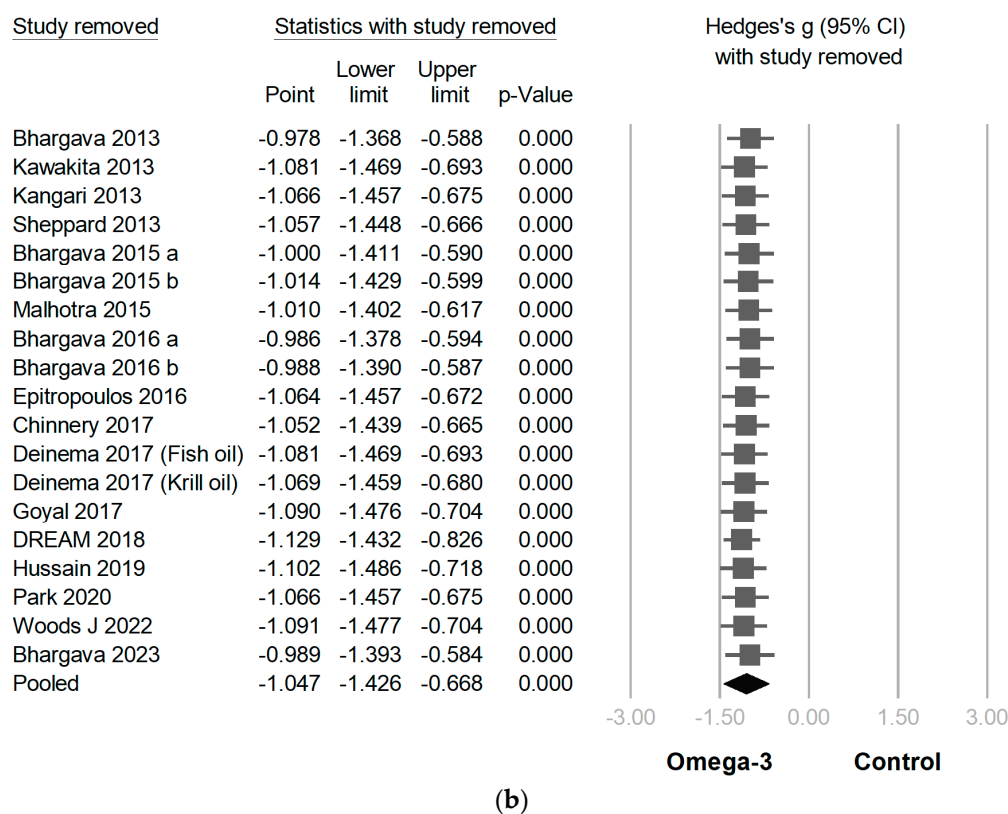 Study removed Statistics with study removed Hedges's g (95% CI)
with study removed
Lower Upper
Point limit limit p-Value
Bhargava 2013 -0.978 -1.368 -0.588 0.000
Kawakita 2013 -1.081 -1.469 -0.693 0.000
Kangari 2013 -1.066 -1.457 -0.675 0.000
Sheppard 2013 -1.057 -1.448 -0.666 0.000
Bhargava 2015 a -1.000 -1.411 -0.590 0.000
Bhargava 2015 b -1.014 -1.429 -0.599 0.000
Malhotra 2015 -1.010 -1.402 -0.617 0.000
Bhargava 2016 a -0.986 -1.378 -0.594 0.000
Bhargava 2016 b -0.988 -1.390 -0.587 0.000
Epitropoulos 2016 -1.064 -1.457 -0.672 0.000
Chinnery 2017 -1.052 -1.439 -0.665 0.000
Deinema 2017 (Fish oil) -1.081 -1.469 -0.693 0.000
Deinema 2017 (Krill oil) -1.069 -1.459 -0.680 0.000
Goyal 2017 -1.090 -1.476 -0.704 0.000
DREAM 2018 -1.129 -1.432 -0.826 0.000
Hussain 2019 -1.102 -1.486 -0.718 0.000
Park 2020 -1.066 -1.457 -0.675 0.000
Woods J 2022 -1.091 -1.477 -0.704 0.000
Bhargava 2023 -0.989 -1.393 -0.584 0.000
Pooled -1.047 -1.426 -0.668 0.000
-3.00 -1.50 0.00 1.50 3.00
Omega-3 Control
(b)